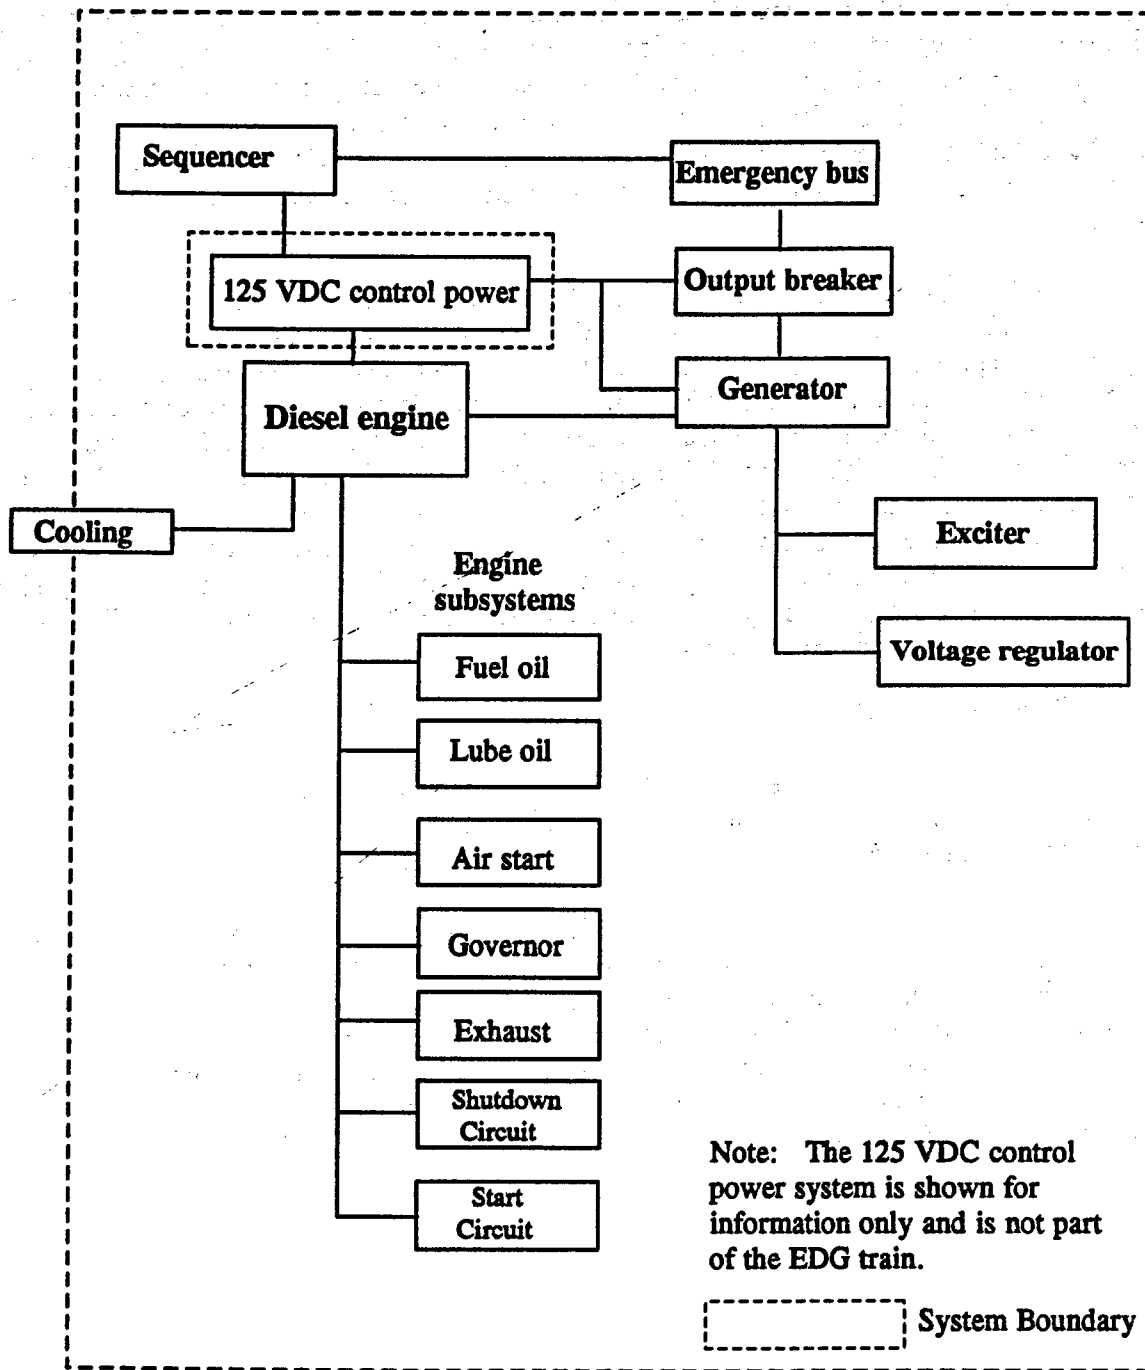 Sequencer
Emergency bus
125 VDC control power
Output breaker
Diesel engine
Generator
Cooling
Exciter
Engine
subsystems
Voltage regulator
Fuel oil
Lube oil
Air start
Governor
Exhaust
Shutdown
Circuit
Start
Circuit
Note: The 125 VDC control
power system is shown for
information only and is not part
of the EDG train.
System Boundary